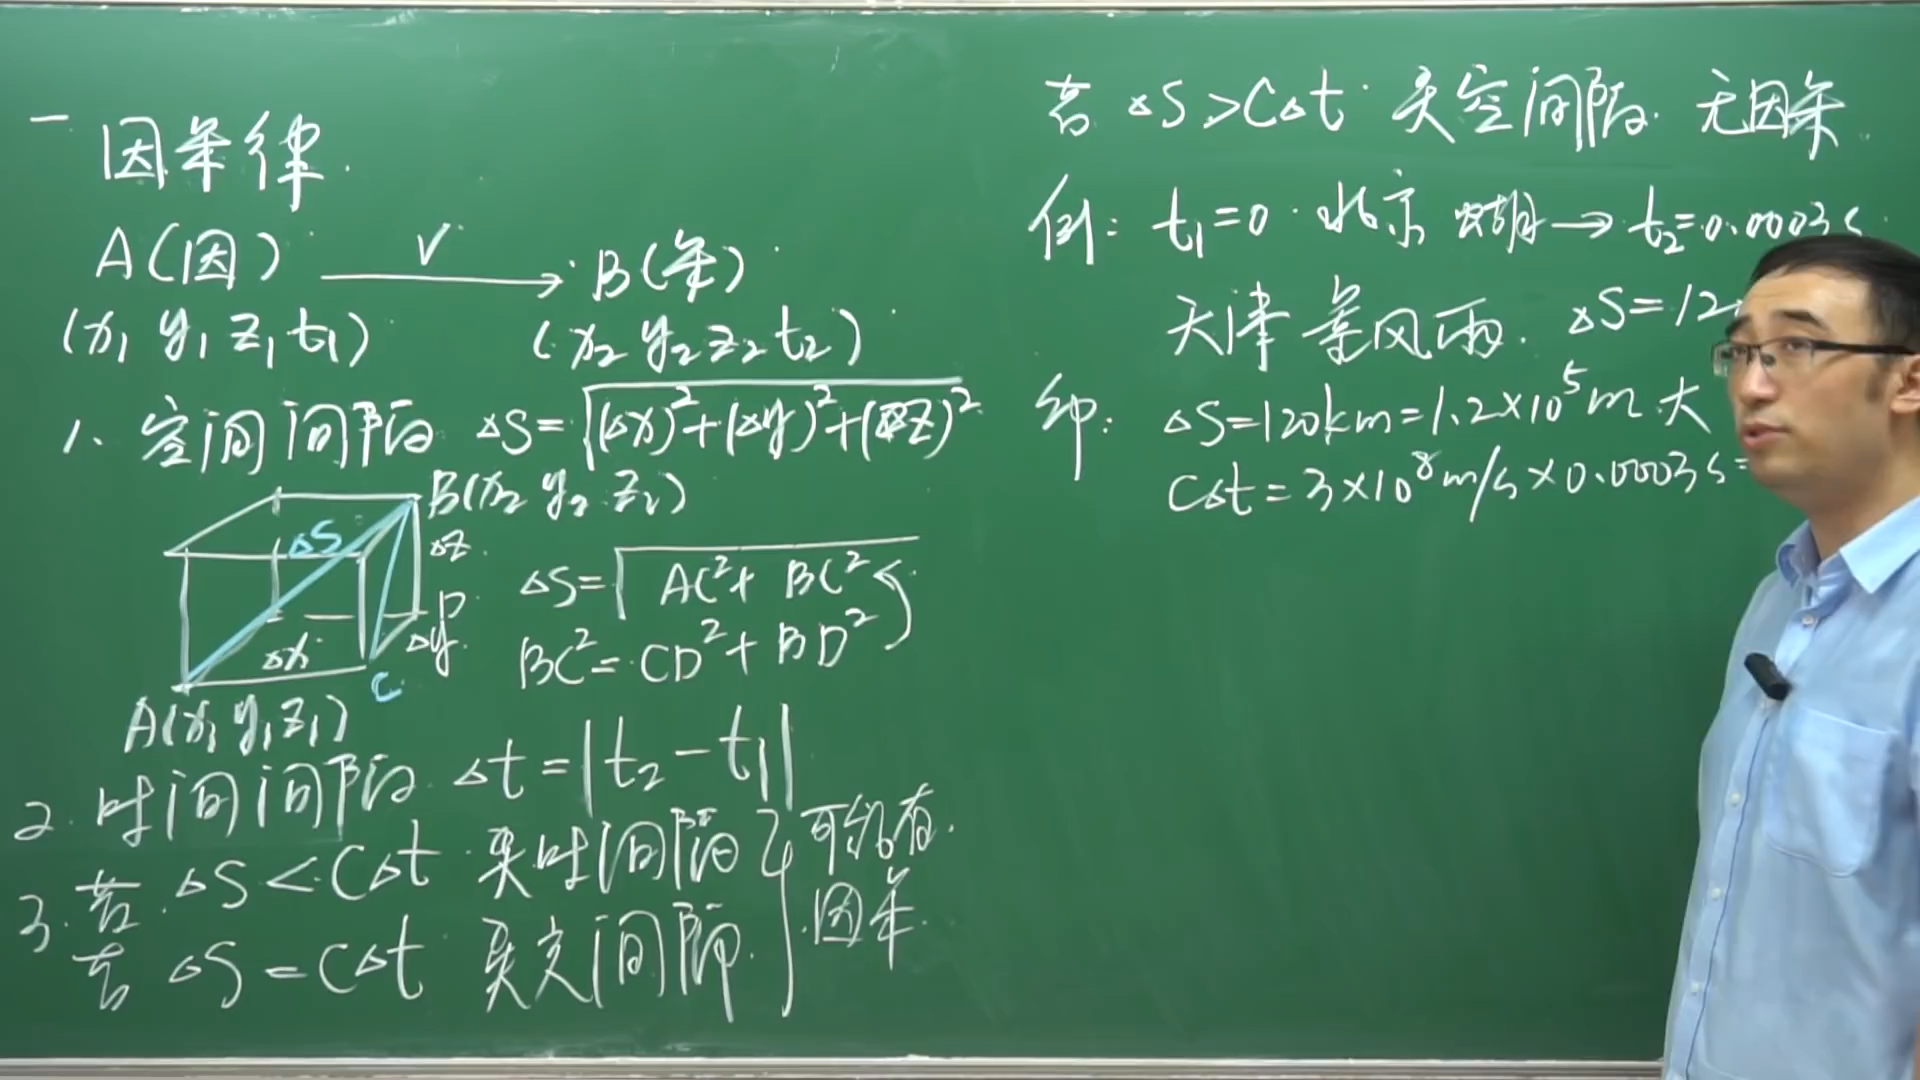 一 因果律.
A(因) V → B(果)
(x₁ y₁ z₁ t₁) (x₂ y₂ z₂ t₂)
1. 空间间隔 ΔS=√(Δx)²+(Δy)²+(Δz)²
B(x₂ y₂ z₂)
ΔS
Δz
D
Δy
Δx
C
A(x₁ y₁ z₁)
ΔS=√AC²+BC²
BC²=CD²+BD²
2. 时间间隔 Δt=|t₂-t₁|
3. 若 ΔS<CΔt 类时间隔
若 ΔS=CΔt 类光间隔
可能有因果.
若 ΔS>CΔt 类空间隔. 无因果
例: t₁=0 北京 蝴 → t₂=0.0003s
天津 暴风雨. ΔS=12
ΔS=120km=1.2×10⁵m 大
CΔt=3×10⁸m/s×0.0003s=